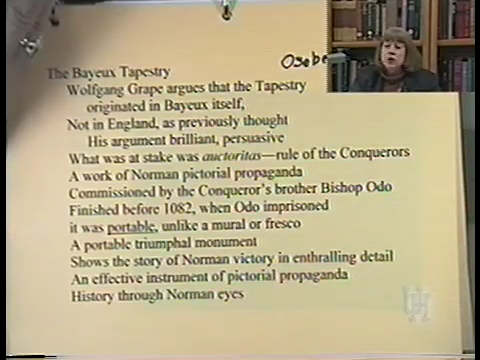 Osobe
The Bayeux Tapestry
Wolfgang Grape argues that the Tapestry
originated in Bayeux itself,
Not in England, as previously thought
His argument brilliant, persuasive
What was at stake was auctoritas—rule of the Conquerors
A work of Norman pictorial propaganda
Commissioned by the Conqueror's brother Bishop Odo
Finished before 1082, when Odo imprisoned
it was portable, unlike a mural or fresco
A portable triumphal monument
Shows the story of Norman victory in enthralling detail
An effective instrument of pictorial propaganda
History through Norman eyes